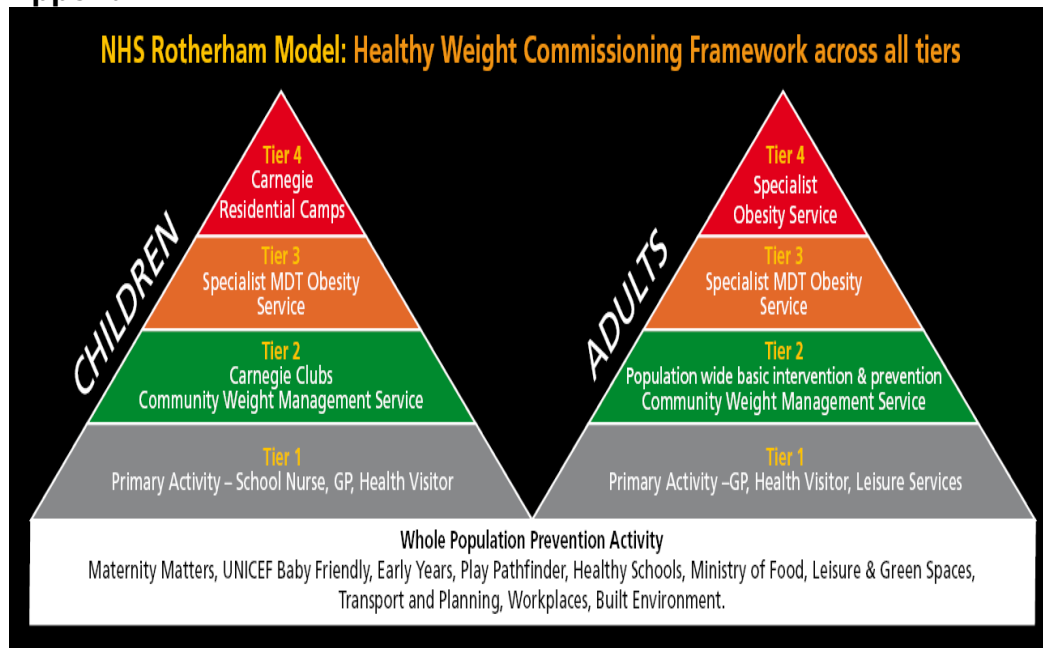 NHS Rotherham Model: Healthy Weight Commissioning Framework across all tiers
CHILDREN
Tier 4
Carnegie
Residential Camps
Tier 3
Specialist MDT Obesity
Service
Tier 2
Carnegie Clubs
Community Weight Management Service
Tier 1
Primary Activity – School Nurse, GP, Health Visitor
ADULTS
Tier 4
Specialist
Obesity Service
Tier 3
Specialist MDT Obesity
Service
Tier 2
Population wide basic intervention & prevention
Community Weight Management Service
Tier 1
Primary Activity –GP, Health Visitor, Leisure Services
Whole Population Prevention Activity
Maternity Matters, UNICEF Baby Friendly, Early Years, Play Pathfinder, Healthy Schools, Ministry of Food, Leisure & Green Spaces,
Transport and Planning, Workplaces, Built Environment.